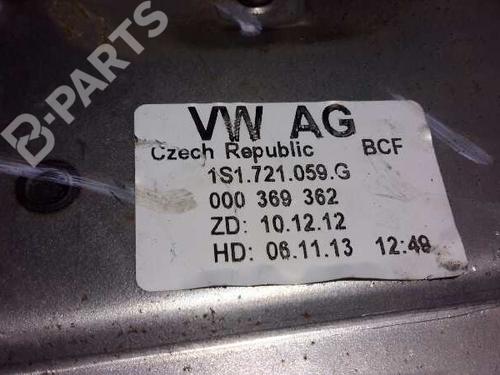 B-PARTS
VW AG
Czech Republic BCF
1S1.721.059.G
000 369 362
ZD: 10.12.12
HD: 06.11.13 12:49